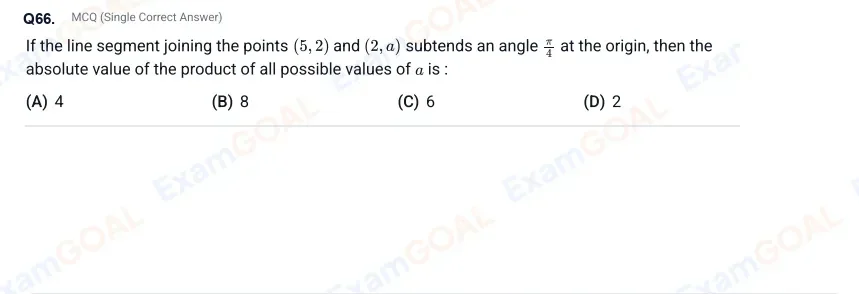 Q66. MCQ (Single Correct Answer)
If the line segment joining the points (5, 2) and (2, a) subtends an angle π/4 at the origin, then the
absolute value of the product of all possible values of a is :
(A) 4 (B) 8 (C) 6 (D) 2
ExamGOAL